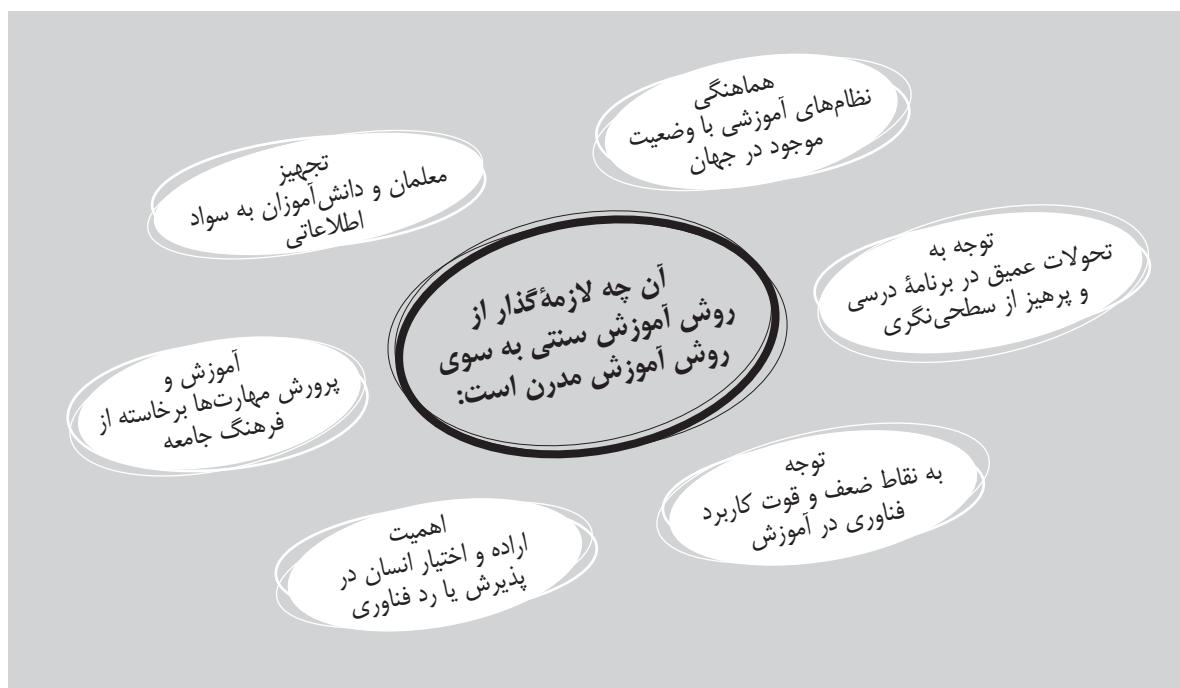 هماهنگی
نظام‌های آموزشی با وضعیت
موجود در جهان
تجهیز
معلمان و دانش‌آموزان به سواد
اطلاعاتی
توجه به
تحولات عمیق در برنامهٔ درسی
و پرهیز از سطحی‌نگری
آن چه لازمهٔ‌گذار از
روش آموزش سنتی به سوی
روش آموزش مدرن است:
آموزش و
پرورش مهارت‌ها برخاسته از
فرهنگ جامعه
توجه
به نقاط ضعف و قوت کاربرد
فناوری در آموزش
اهمیت
اراده و اختیار انسان در
پذیرش یا رد فناوری